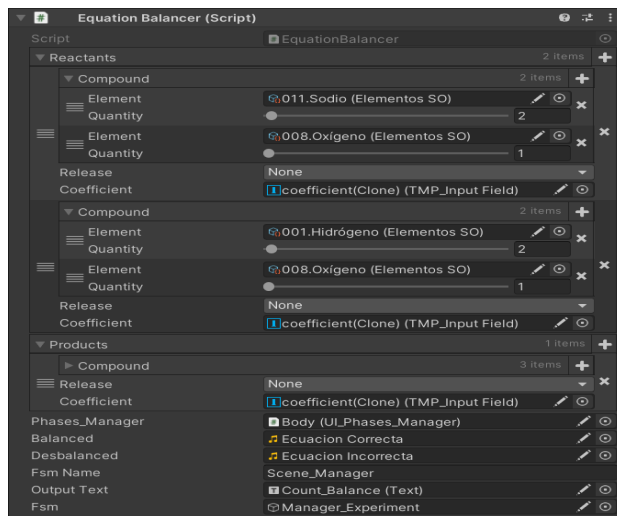 Equation Balancer (Script)
Script EquationBalancer
Reactants 2 items
Compound 2 items
Element 011.Sodio (Elementos SO)
Quantity 2
Element 008.Oxígeno (Elementos SO)
Quantity 1
Release None
Coefficient coefficient(Clone) (TMP_Input Field)
Compound 2 items
Element 001.Hidrógeno (Elementos SO)
Quantity 2
Element 008.Oxígeno (Elementos SO)
Quantity 1
Release None
Coefficient coefficient(Clone) (TMP_Input Field)
Products 1 items
Compound 3 items
Release None
Coefficient coefficient(Clone) (TMP_Input Field)
Phases_Manager Body (UI_Phases_Manager)
Balanced Ecuacion Correcta
Desbalanced Ecuacion Incorrecta
Fsm Name Scene_Manager
Output Text Count_Balance (Text)
Fsm Manager_Experiment